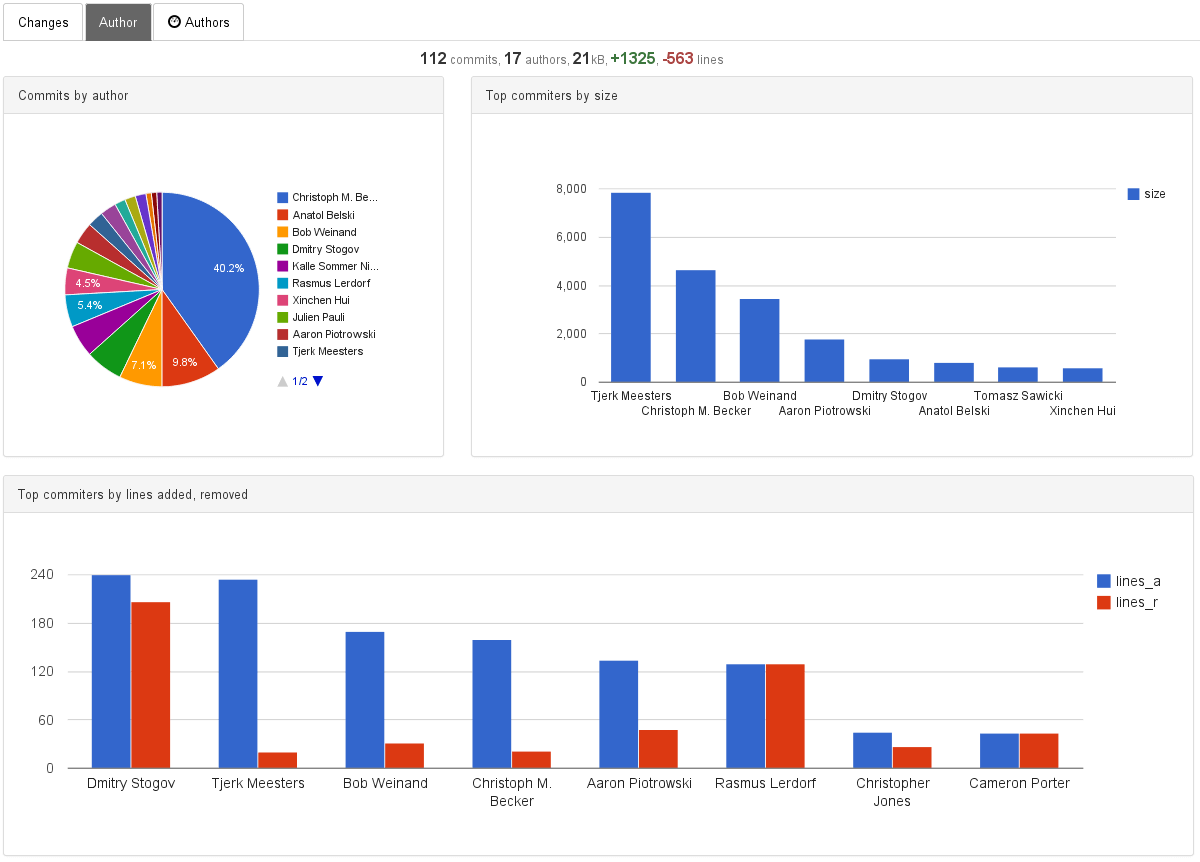 Changes
Author
Authors
112 commits, 17 authors, 21kB, +1325, -563 lines
Commits by author
40.2%
9.8%
7.1%
5.4%
4.5%
Christoph M. Be...
Anatol Belski
Bob Weinand
Dmitry Stogov
Kalle Sommer Ni...
Rasmus Lerdorf
Xinchen Hui
Julien Pauli
Aaron Piotrowski
Tjerk Meesters
1/2
Top commiters by size
8,000
6,000
4,000
2,000
0
Tjerk Meesters
Christoph M. Becker
Bob Weinand
Aaron Piotrowski
Dmitry Stogov
Anatol Belski
Tomasz Sawicki
Xinchen Hui
size
Top commiters by lines added, removed
240
180
120
60
0
Dmitry Stogov
Tjerk Meesters
Bob Weinand
Christoph M.
Becker
Aaron Piotrowski
Rasmus Lerdorf
Christopher
Jones
Cameron Porter
lines_a
lines_r